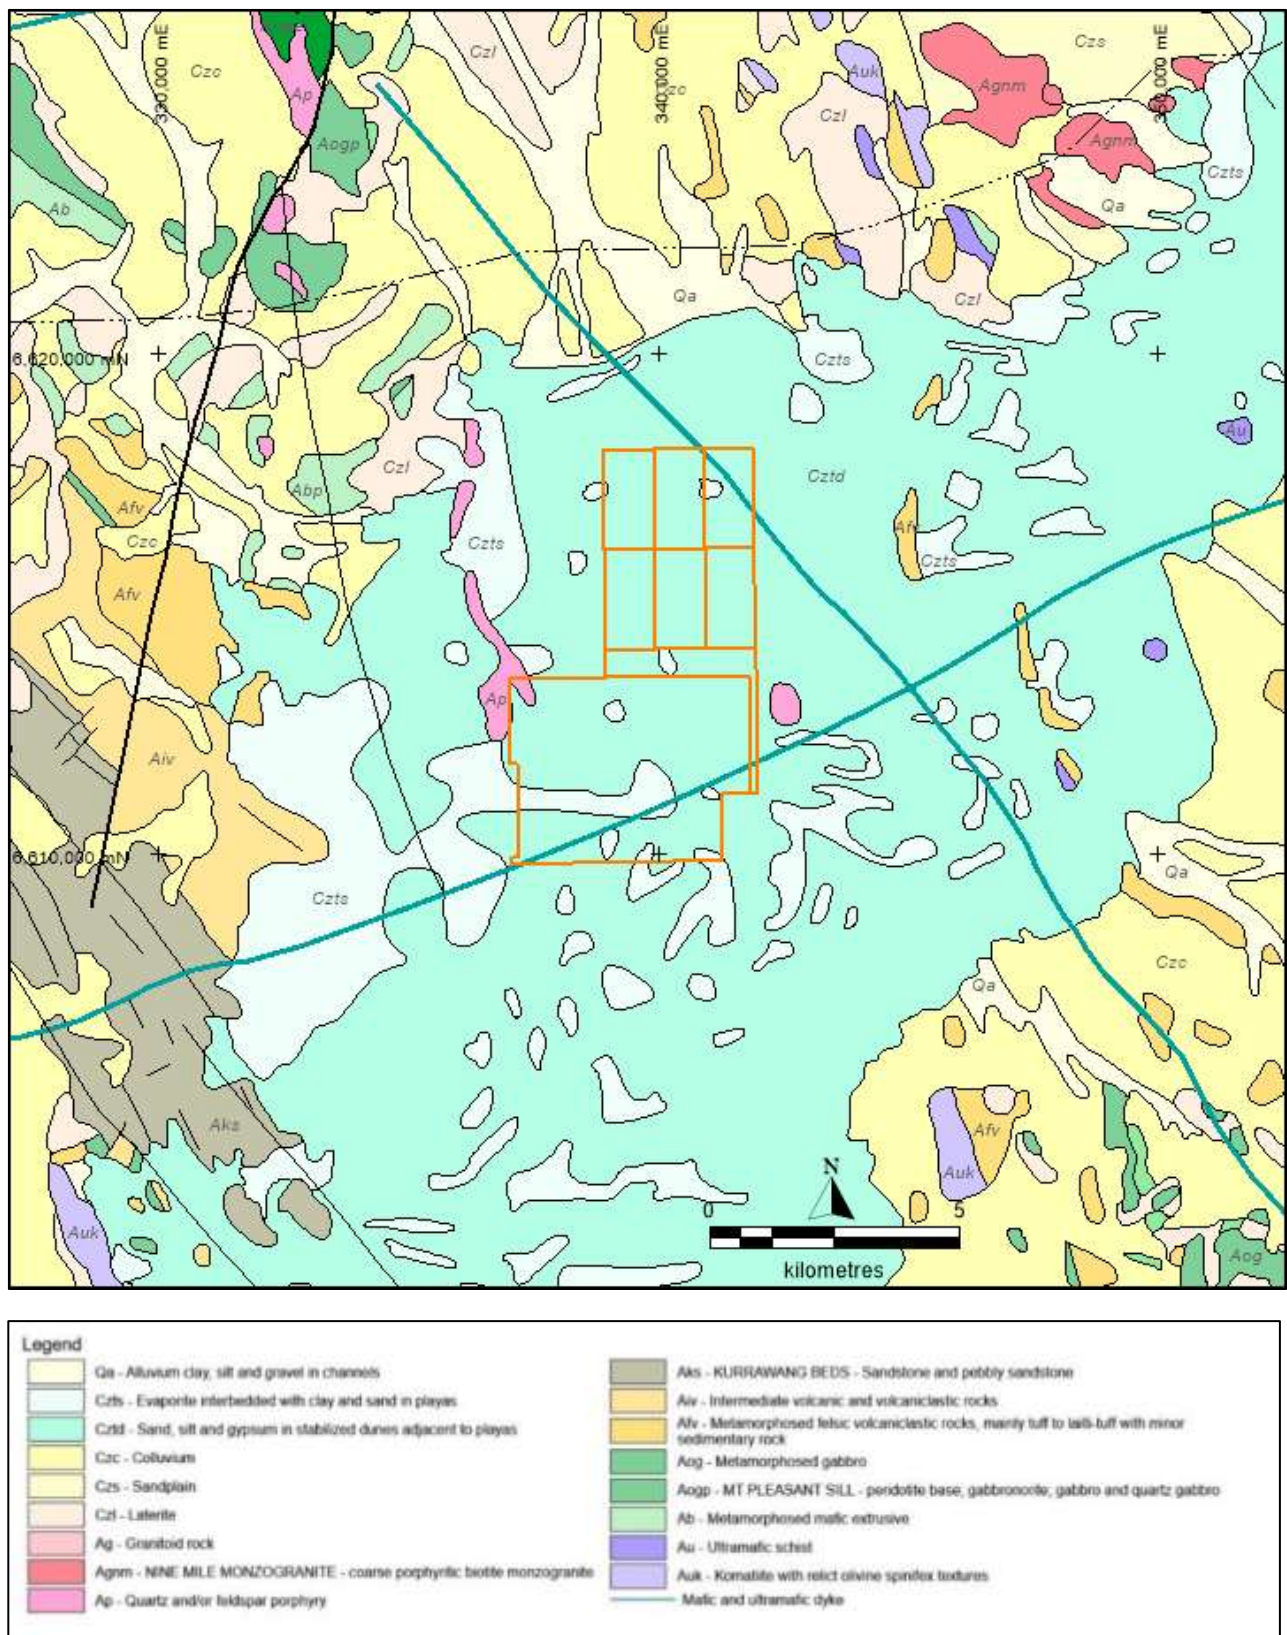 330,000 mE
340,000 mE
350,000 mE
Czc
Czl
Czc
Auk
Czs
Agnm
Ap
Czl
Aogp
Agnm
Czts
Ab
Qa
Qa
Czl
6,620,000 mN
Czts
Au
Czl
Cztd
Abp
Afv
Afv
Czc
Czts
Czts
Afv
Ap
Aiv
6,610,000 mN
Qa
Czts
Czc
Qa
Aks
Afv
Auk
N
Auk
0 5
Aog
kilometres
Legend
Qa - Alluvium clay, silt and gravel in channels
Czts - Evaporite interbedded with clay and sand in playas
Cztd - Sand, silt and gypsum in stabilized dunes adjacent to playas
Czc - Colluvium
Czs - Sandplain
Czl - Laterite
Ag - Granitoid rock
Agnm - NINE MILE MONZOGRANITE - coarse porphyritic biotite monzogranite
Ap - Quartz and/or feldspar porphyry
Aks - KURRAWANG BEDS - Sandstone and pebbly sandstone
Aiv - Intermediate volcanic and volcaniclastic rocks
Afv - Metamorphosed felsic volcaniclastic rocks, mainly tuff to lapilli-tuff with minor
sedimentary rock
Aog - Metamorphosed gabbro
Aogp - MT PLEASANT SILL - peridotite base; gabbronorite; gabbro and quartz gabbro
Ab - Metamorphosed mafic extrusive
Au - Ultramafic schist
Auk - Komatiite with relict olivine spinifex textures
Mafic and ultramafic dyke